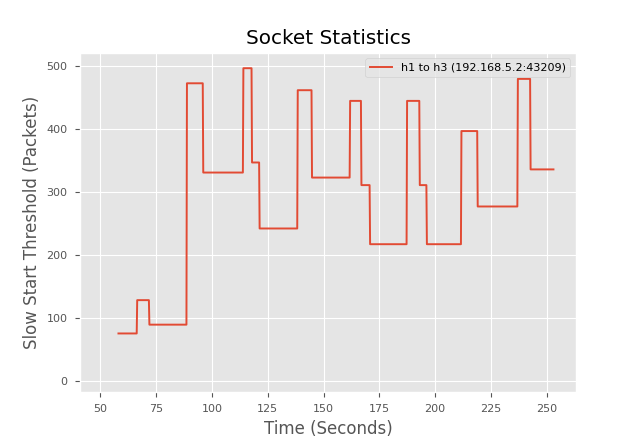 Socket Statistics
h1 to h3 (192.168.5.2:43209)
Slow Start Threshold (Packets)
500
400
300
200
100
0
50 75 100 125 150 175 200 225 250
Time (Seconds)